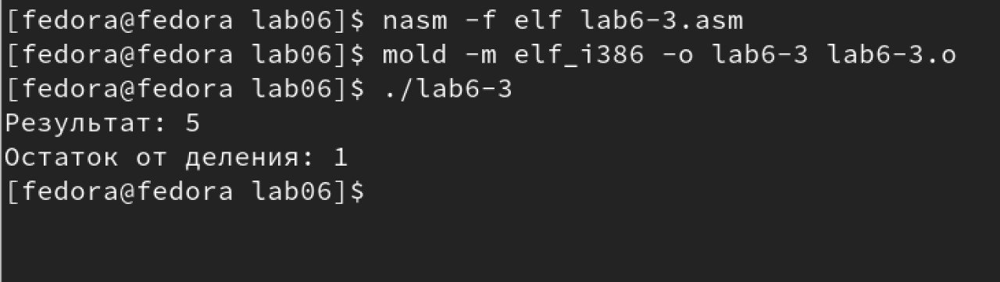 [fedora@fedora lab06]$ nasm -f elf lab6-3.asm
[fedora@fedora lab06]$ mold -m elf_i386 -o lab6-3 lab6-3.o
[fedora@fedora lab06]$ ./lab6-3
Результат: 5
Остаток от деления: 1
[fedora@fedora lab06]$